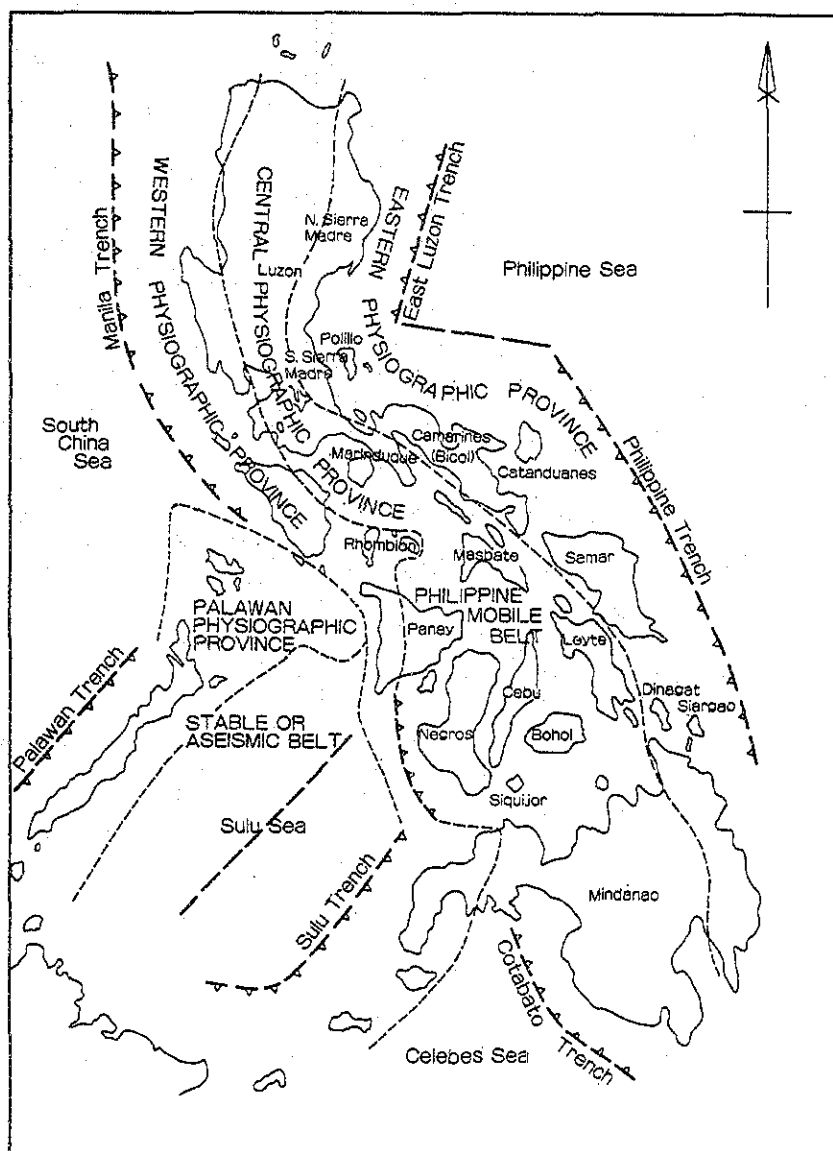 Manila Trench
WESTERN PHYSIOGRAPHIC PROVINCE
CENTRAL PHYSIOGRAPHIC PROVINCE
EASTERN PHYSIOGRAPHIC PROVINCE
East Luzon Trench
N. Sierra
Madre
Luzon
Philippine Sea
Polillo
S. Sierra
Madre
South
China
Sea
Camarines
(Bicol)
Marinduque
Catanduanes
Philippine Trench
Rhomblon
Masbate
Samar
PALAWAN
PHYSIOGRAPHIC
PROVINCE
PHILIPPINE
MOBILE
BELT
Panay
Leyte
Palawan Trench
Cebu
Dinagat
Siargao
STABLE OR
ASEISMIC BELT
Negros
Bohol
Siquijor
Sulu Sea
Sulu Trench
Mindanao
Cotabato
Trench
Celebes Sea